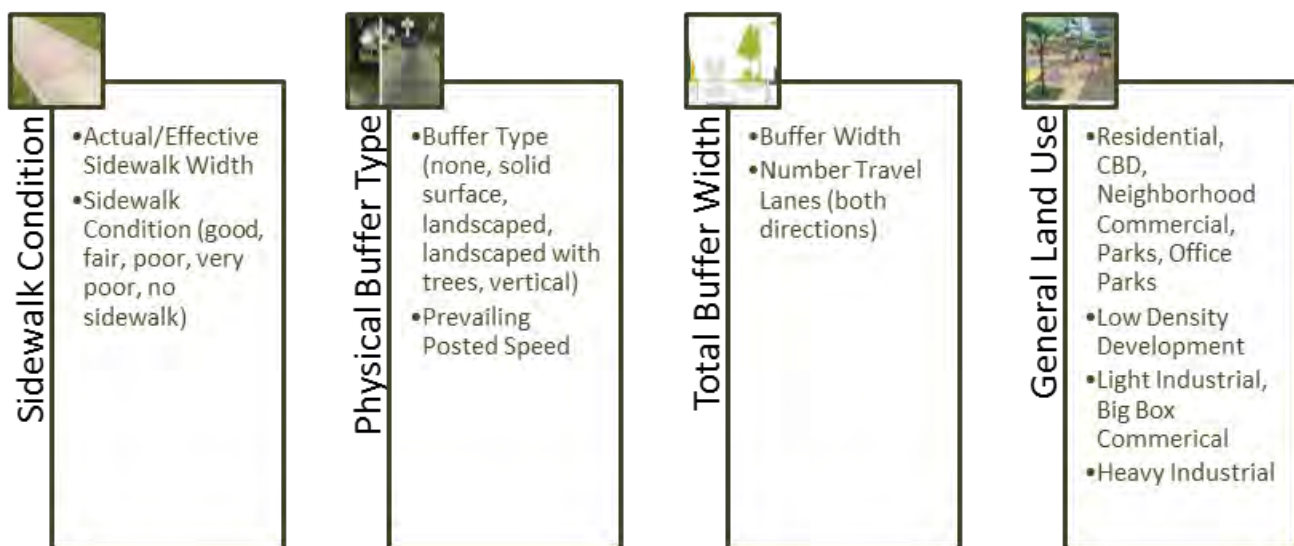 Sidewalk Condition
•Actual/Effective
Sidewalk Width
•Sidewalk
Condition (good,
fair, poor, very
poor, no
sidewalk)
Physical Buffer Type
•Buffer Type
(none, solid
surface,
landscaped,
landscaped with
trees, vertical)
•Prevailing
Posted Speed
Total Buffer Width
•Buffer Width
•Number Travel
Lanes (both
directions)
General Land Use
•Residential,
CBD,
Neighborhood
Commercial,
Parks, Office
Parks
•Low Density
Development
•Light Industrial,
Big Box
Commerical
•Heavy Industrial